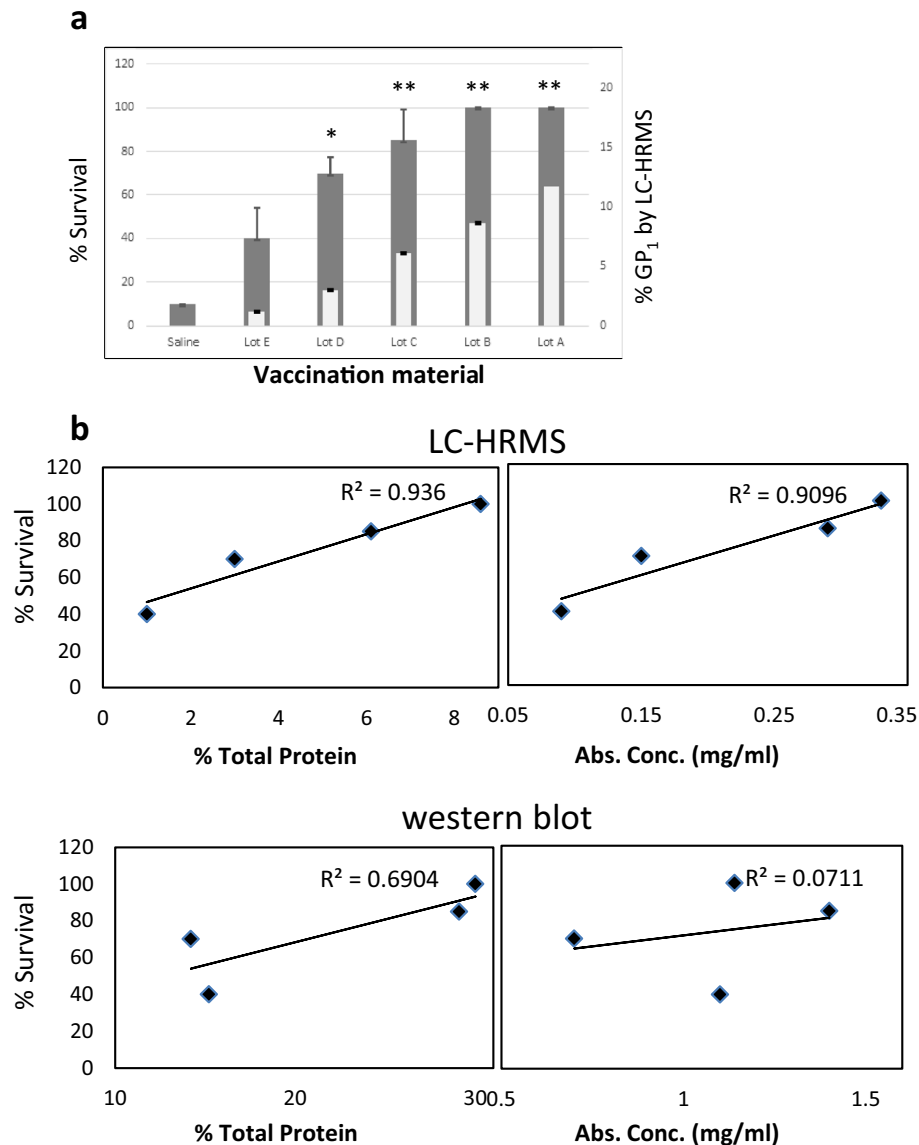 a
120
100
80
60
40
20
0
% Survival
*
**
**
**
20
15
10
5
0
% GP₁ by LC-HRMS
Saline Lot E Lot D Lot C Lot B Lot A
Vaccination material
b
LC-HRMS
120
100
80
60
40
20
0
% Survival
R² = 0.936
R² = 0.9096
0 2 4 6 8
0.05 0.15 0.25 0.35
% Total Protein
Abs. Conc. (mg/ml)
western blot
120
100
80
60
40
20
0
% Survival
R² = 0.6904
R² = 0.0711
10 20 30
0.5 1 1.5
% Total Protein
Abs. Conc. (mg/ml)